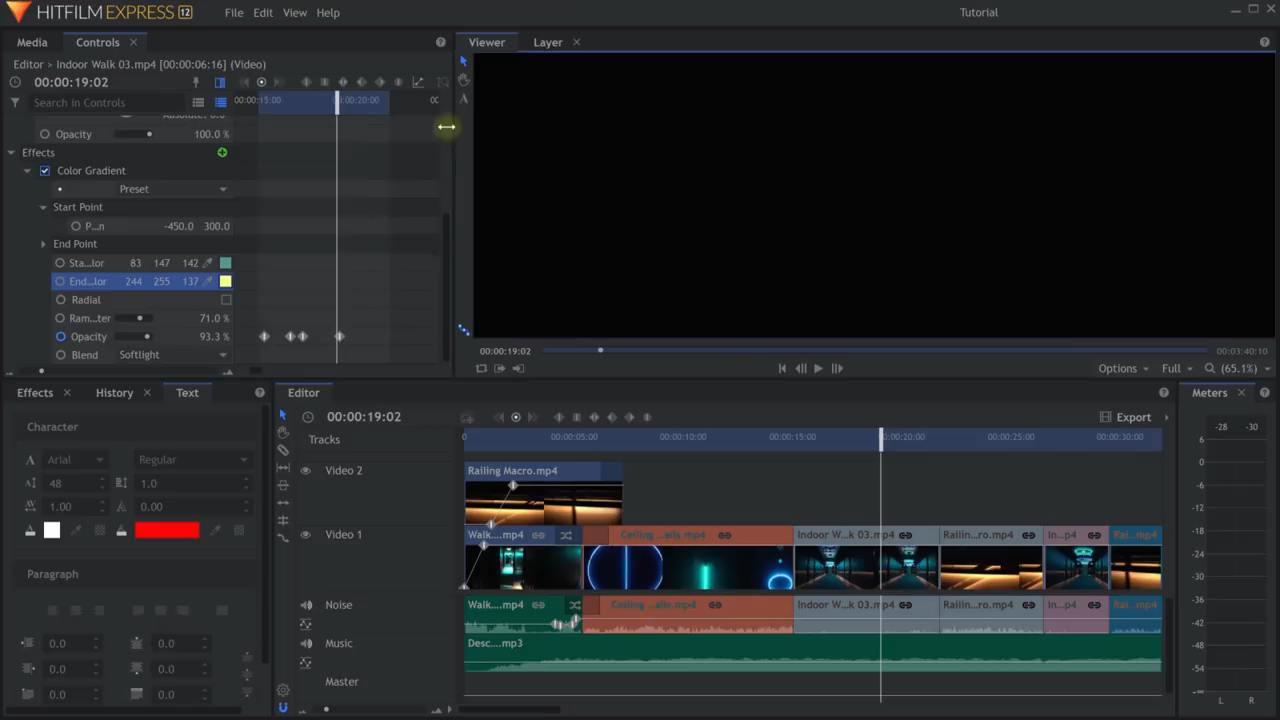 HITFILM EXPRESS 12 File Edit View Help Tutorial
Media Controls Viewer Layer
Editor > Indoor Walk 03.mp4 [00:00:06:16] (Video)
00:00:19:02
Search in Controls 00:00:15:00 00:00:20:00 00
Opacity 100.0 %
Effects
Color Gradient
Preset
Start Point
P...n -450.0 300.0
End Point
Sta...lor 83 147 142
End...lor 244 255 137
Radial
Ram...ter 71.0 %
Opacity 93.3 %
Blend Softlight
00:00:19:02 00:03:40:10
Options Full (65.1%)
Effects History Text Editor Meters
00:00:19:02 Export
Character
Tracks 0 00:00:05:00 00:00:10:00 00:00:15:00 00:00:20:00 00:00:25:00 00:00:30:00
-28 -30
Arial Regular
48 1.0
1.00 0.00
Video 2 Railing Macro.mp4
Video 1 Walk....mp4 Ceiling ...ails.mp4 Indoor W...k 03.mp4 Railin...ro.mp4 In...p4 Rai...mp4
Paragraph
Noise Walk....mp4 Ceiling ...ails.mp4 Indoor W...k 03.mp4 Railin...ro.mp4 In...p4 Rai...mp4
Music Desc....mp3
Master
0.0 0.0
0.0 0.0
0.0 0.0
6
0
-6
-12
-18
-24
-30
-36
-42
-48
-54
L R